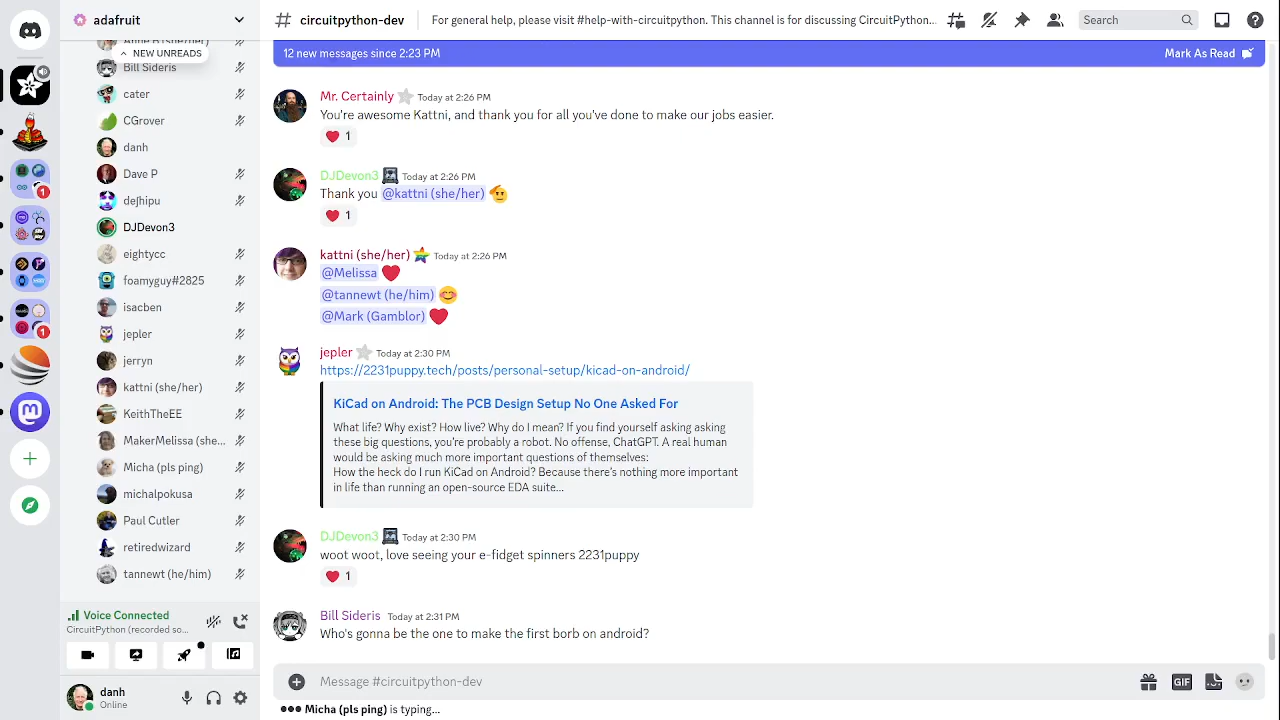 adafruit
NEW UNREADS
Bill Sideris
cater
CGrover
danh
Dave P
dejhipu
DJDevon3
eightycc
foamyguy#2825
isacben
jepler
jerryn
kattni (she/her)
KeithTheEE
MakerMelissa (she...
Micha (pls ping)
michalpokusa
Paul Cutler
retiredwizard
tannewt (he/him)
Voice Connected
CircuitPython (recorded so...
danh
Online
# circuitpython-dev
For general help, please visit #help-with-circuitpython. This channel is for discussing CircuitPython...
Search
12 new messages since 2:23 PM
Mark As Read
Mr. Certainly Today at 2:26 PM
You're awesome Kattni, and thank you for all you've done to make our jobs easier.
1
DJDevon3 Today at 2:26 PM
Thank you @kattni (she/her) 🫡
1
kattni (she/her) Today at 2:26 PM
@Melissa ❤️
@tannewt (he/him) 😊
@Mark (Gamblor) ❤️
jepler Today at 2:30 PM
https://2231puppy.tech/posts/personal-setup/kicad-on-android/
KiCad on Android: The PCB Design Setup No One Asked For
What life? Why exist? How live? Why do I mean? If you find yourself asking asking
these big questions, you're probably a robot. No offense, ChatGPT. A real human
would be asking much more important questions of themselves:
How the heck do I run KiCad on Android? Because there's nothing more important
in life than running an open-source EDA suite...
DJDevon3 Today at 2:30 PM
woot woot, love seeing your e-fidget spinners 2231puppy
1
Bill Sideris Today at 2:31 PM
Who's gonna be the one to make the first borb on android?
Message #circuitpython-dev
GIF
Micha (pls ping) is typing...